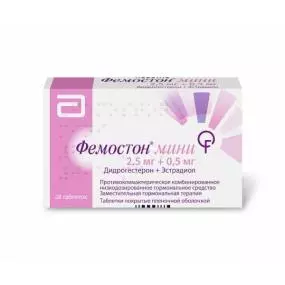 Фемостон® мини
2,5 мг + 0,5 мг
Дидрогестерон + Эстрадиол
28 таблеток
Противоклимактерическое комбинированное
низкодозированное гормональное средство
Заместительная гормональная терапия
Таблетки покрытые пленочной оболочкой